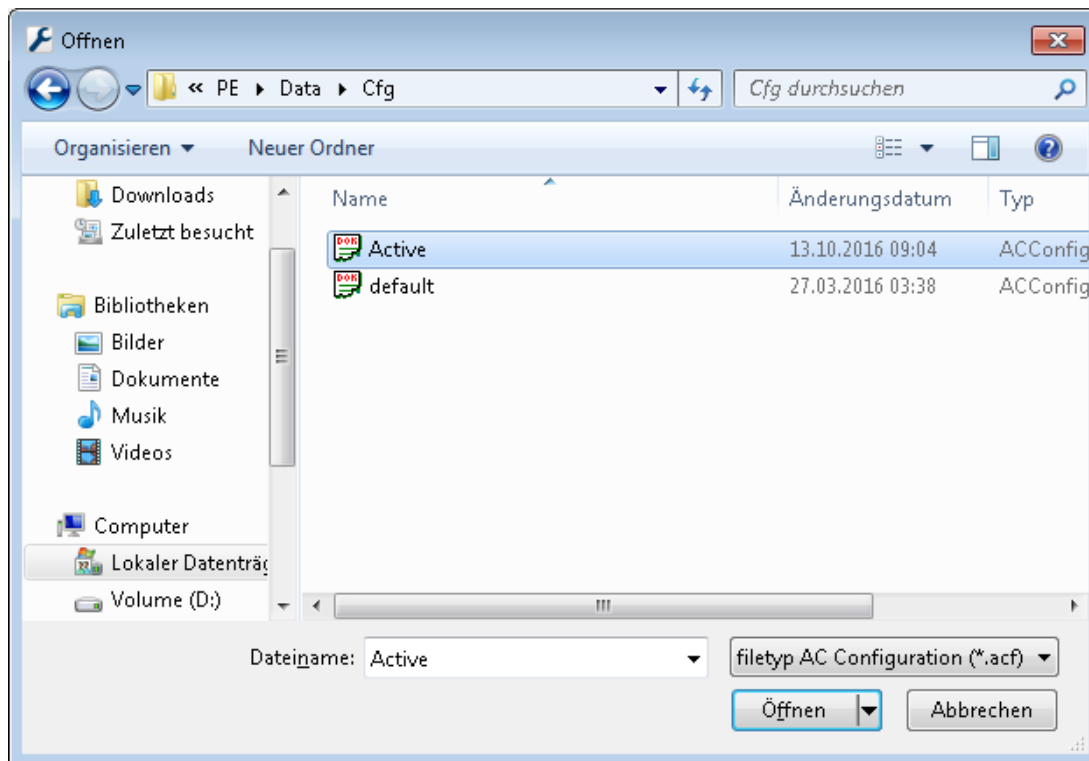 Öffnen
« PE ▸ Data ▸ Cfg
Cfg durchsuchen
Organisieren
Neuer Ordner
Downloads
Zuletzt besucht
Bibliotheken
Bilder
Dokumente
Musik
Videos
Computer
Lokaler Datenträg
Volume (D:)
Name Änderungsdatum Typ
DOK Active 13.10.2016 09:04 ACConfig
DOK default 27.03.2016 03:38 ACConfig
Dateiname: Active filetyp AC Configuration (*.acf)
Öffnen Abbrechen